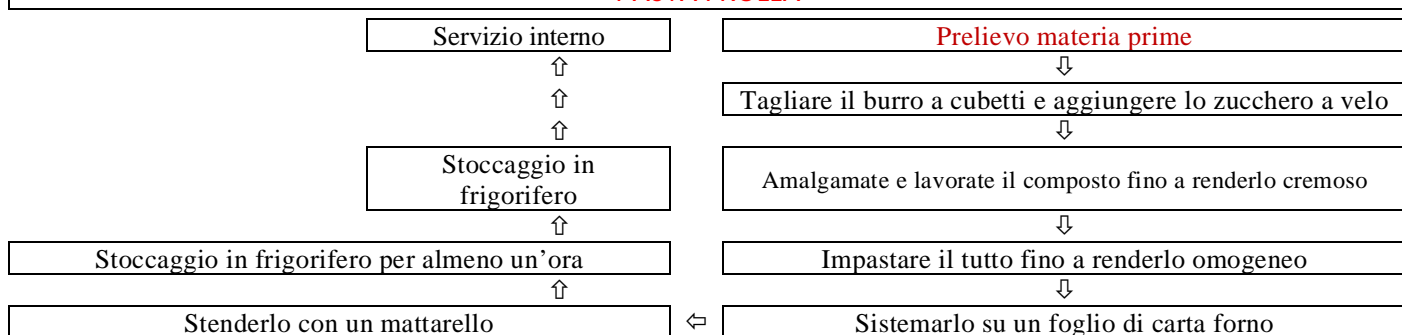 Servizio interno
Prelievo materia prime
⇧
⇩
⇧
Tagliare il burro a cubetti e aggiungere lo zucchero a velo
⇧
⇩
Stoccaggio in
frigorifero
Amalgamate e lavorate il composto fino a renderlo cremoso
⇧
⇩
Stoccaggio in frigorifero per almeno un’ora
Impastare il tutto fino a renderlo omogeneo
⇧
⇩
Stenderlo con un mattarello
⇦
Sistemarlo su un foglio di carta forno